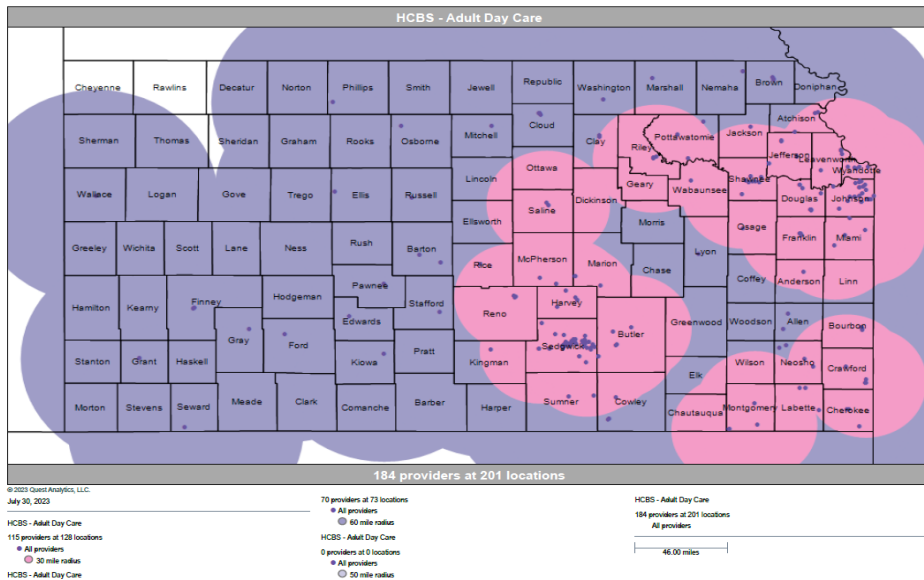 HCBS - Adult Day Care
Cheyenne Rawlins Decatur Norton Phillips Smith Jewell Republic Washington Marshall Nemaha Brown Doniphan
Sherman Thomas Sheridan Graham Rooks Osborne Mitchell Cloud Clay Riley Pottawatomie Jackson Atchison
Jefferson Leavenworth
Wallace Logan Gove Trego Ellis Russell Lincoln Ottawa Geary Wabaunsee Shawnee Wyandotte
Saline Dickinson Douglas Johnson
Greeley Wichita Scott Lane Ness Rush Barton Ellsworth Morris Osage Franklin Miami
Rice McPherson Marion Chase Lyon Coffey Anderson Linn
Hamilton Kearny Finney Hodgeman Pawnee Stafford Reno Harvey
Gray Ford Edwards Sedgwick Butler Greenwood Woodson Allen Bourbon
Stanton Grant Haskell Kiowa Pratt Kingman Elk Wilson Neosho Crawford
Morton Stevens Seward Meade Clark Comanche Barber Harper Sumner Cowley Chautauqua Montgomery Labette Cherokee
184 providers at 201 locations
© 2023 Quest Analytics, LLC.
July 30, 2023
HCBS - Adult Day Care
115 providers at 128 locations
All providers
30 mile radius
HCBS - Adult Day Care
70 providers at 73 locations
All providers
60 mile radius
HCBS - Adult Day Care
0 providers at 0 locations
All providers
50 mile radius
HCBS - Adult Day Care
184 providers at 201 locations
All providers
46.00 miles